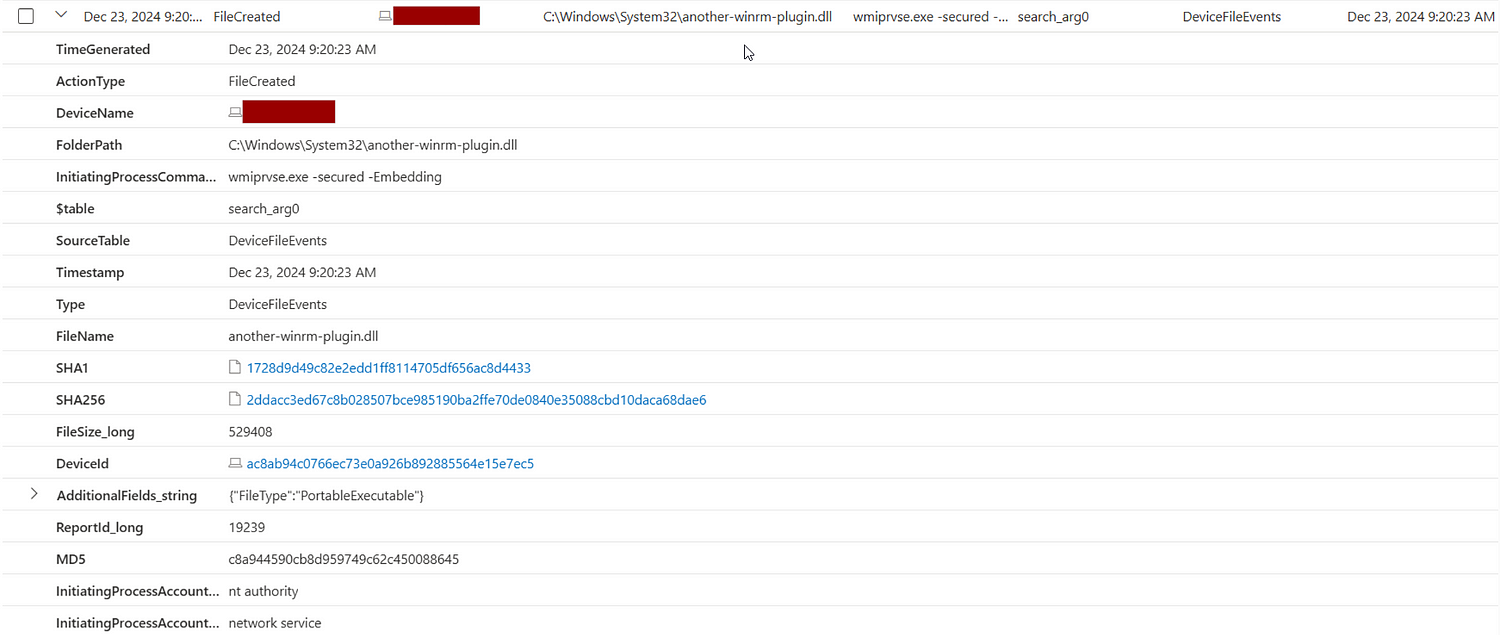 Dec 23, 2024 9:20:... FileCreated C:\Windows\System32\another-winrm-plugin.dll wmiprvse.exe -secured -... search_arg0 DeviceFileEvents Dec 23, 2024 9:20:23 AM
TimeGenerated Dec 23, 2024 9:20:23 AM
ActionType FileCreated
DeviceName
FolderPath C:\Windows\System32\another-winrm-plugin.dll
InitiatingProcessComma... wmiprvse.exe -secured -Embedding
$table search_arg0
SourceTable DeviceFileEvents
Timestamp Dec 23, 2024 9:20:23 AM
Type DeviceFileEvents
FileName another-winrm-plugin.dll
SHA1 1728d9d49c82e2edd1ff8114705df656ac8d4433
SHA256 2ddacc3ed67c8b028507bce985190ba2ffe70de0840e35088cbd10daca68dae6
FileSize_long 529408
DeviceId ac8ab94c0766ec73e0a926b892885564e15e7ec5
AdditionalFields_string {"FileType":"PortableExecutable"}
ReportId_long 19239
MD5 c8a944590cb8d959749c62c450088645
InitiatingProcessAccount... nt authority
InitiatingProcessAccount... network service